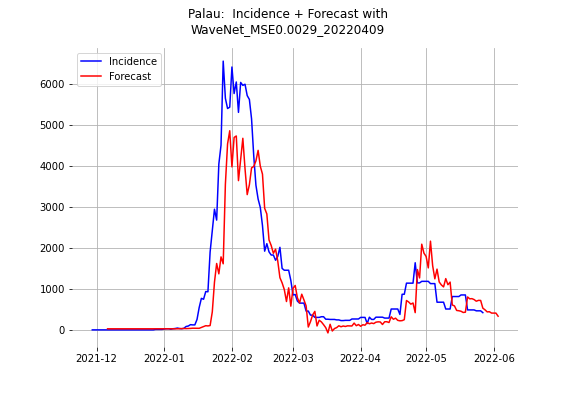 Palau:  Incidence + Forecast with
WaveNet_MSE0.0029_20220409
Incidence
Forecast
6000
5000
4000
3000
2000
1000
0
2021-12 2022-01 2022-02 2022-03 2022-04 2022-05 2022-06